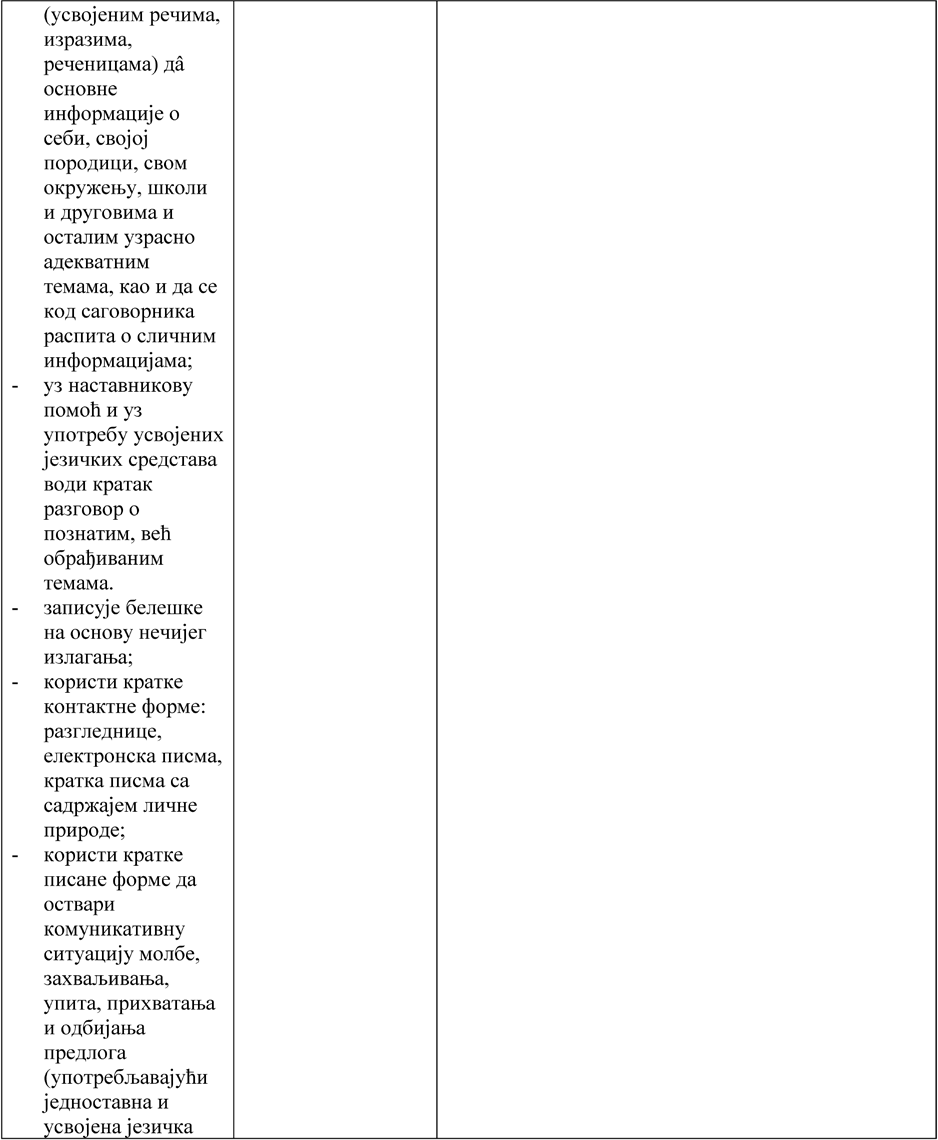 (усвојеним речима,
изразима,
реченицама) дâ
основне
информације о
себи, својој
породици, свом
окружењу, школи
и друговима и
осталим узрасно
адекватним
темама, као и да се
код саговорника
распита о сличним
информацијама;
- уз наставникову
помоћ и уз
употребу усвојених
језичких средстава
води кратак
разговор о
познатим, већ
обрађиваним
темама.
- записује белешке
на основу нечијег
излагања;
- користи кратке
контактне форме:
разгледнице,
електронска писма,
кратка писма са
садржајем личне
природе;
- користи кратке
писане форме да
оствари
комуникативну
ситуацију молбе,
захваљивања,
упита, прихватања
и одбијања
предлога
(употребљавајући
једноставна и
усвојена језичка